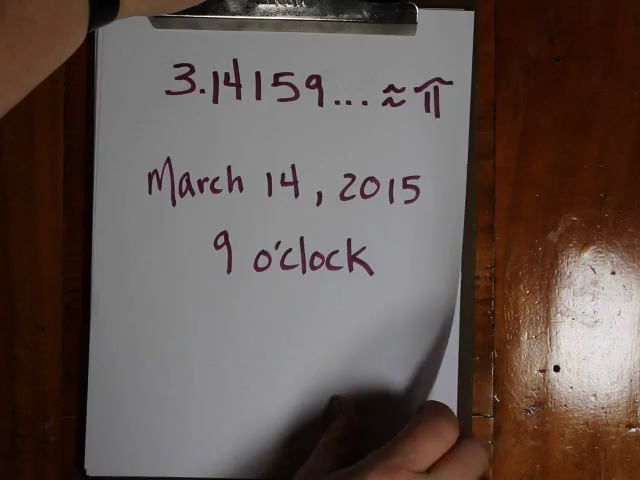 3.14159... ≈ π
March 14, 2015
9 o'clock